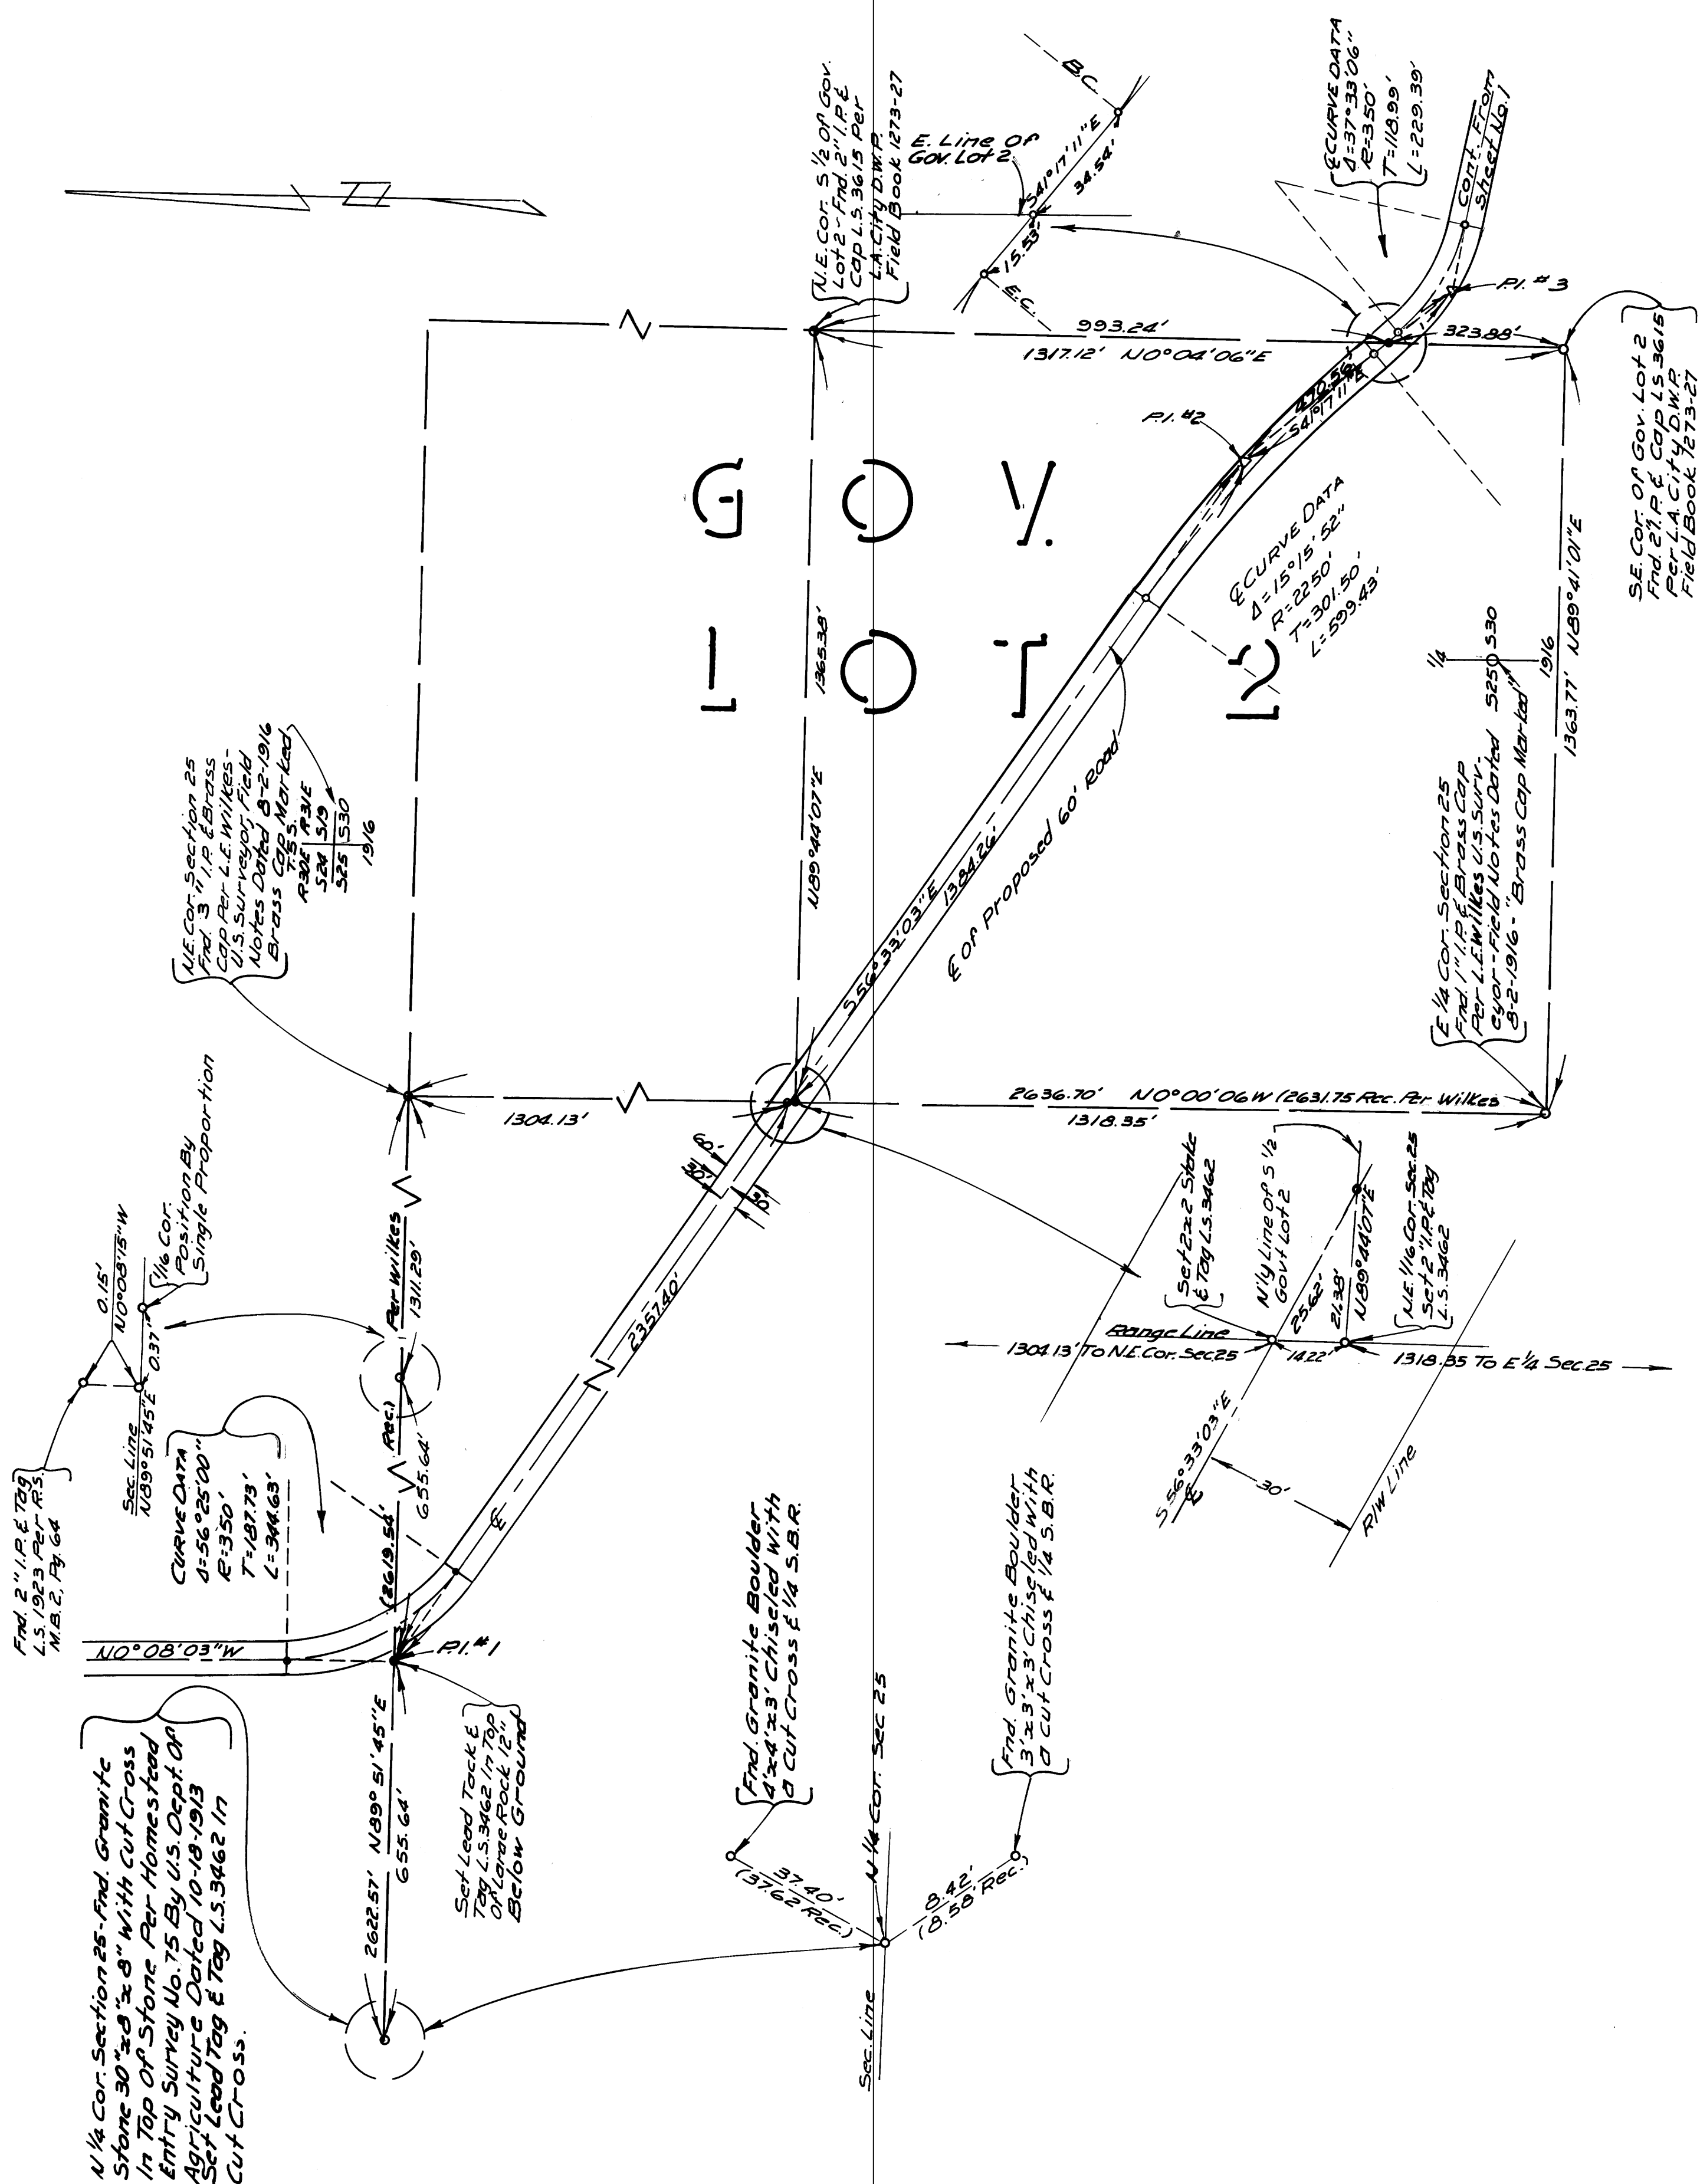 N 1/4 Cor. Section 25-Fnd. Granite
Stone 30"x8"x8" With Cut Cross
In Top Of Stone Per Homestead
Entry Survey No. 75 By U.S. Dept. Of
Agriculture Dated 10-18-1913
Set Lead Tag & Tag L.S. 3462 In
Cut Cross.
Fnd. 2" I.P. & Tag
L.S. 1923 Per R.S.
M.B. 2, Pg. 64
Sec. Line
N89°51'45"E
0.37'
0.15'
N0°08'15"W
1/16 Cor.
Position By
Single Proportion
CURVE DATA
Δ=56°25'00"
R=350'
T=187.73'
L=344.63'
N0°08'03"W
P.I. #1
2622.57' N89°51'45"E
655.64'
(2619.54' Rec.) Per Wilkes
655.64'
1311.29'
Set Lead Tack &
Tag L.S. 3462 In Top
Of Large Rock 12"
Below Ground
N.E. Cor. Section 25
Fnd. 3" I.P. & Brass
Cap Per L.E. Wilkes-
U.S. Surveyor, Field
Notes Dated 8-2-1916
Brass Cap Marked
T.5S.
R30E R31E
S24 S19
S25 S30
1916
1304.13'
℄
2357.40'
6'
30'
30'
N.E. Cor. S 1/2 Of Gov.
Lot 2-Fnd. 2" I.P. &
Cap L.S. 3615 Per
L.A. City D.W.P.
Field Book 1273-27
1365.38'
N89°44'07"E
GOV.
LOT
2
S56°33'03"E
1384.26'
℄ Of Proposed 60' Road
E. Line Of
Gov. Lot 2
B.C.
S41°17'11"E
34.54'
15.53'
E.C.
993.24'
1317.12' N0°04'06"E
323.88'
℄ CURVE DATA
Δ=37°33'06"
R=350'
T=118.99'
L=229.39'
Cont. From
Sheet No. 1
P.I. #3
P.I. #2
470.56'
S41°17'11"E
℄ CURVE DATA
Δ=15°15'52"
R=2250'
T=301.50'
L=599.43'
S.E. Cor. Of Gov. Lot 2
Fnd. 2" I.P. & Cap LS 3615
Per L.A. City D.W.P.
Field Book 1273-27
1363.77' N89°41'01"E
E 1/4 Cor. Section 25
Fnd. 1" I.P. & Brass Cap
Per L.E. Wilkes U.S. Surv-
eyor-Field Notes Dated
8-2-1916-"Brass Cap Marked"
1/4
S25 S30
1916
2636.70' N0°00'06W (2631.75 Rec. Per Wilkes
1318.35'
Set 2x2 Stake
& Tag L.S. 3462
N'ly Line of S 1/2
Gov't Lot 2
25.62'
21.38'
N89°44'07"E
N.E. 1/16 Cor. Sec. 25
Set 2" I.P. & Tag
L.S. 3462
Range Line
1304.13' To N.E. Cor. Sec 25
14.22'
1318.35 To E 1/4 Sec. 25
S56°33'03"E
℄
30'
R/W Line
Fnd. Granite Boulder
4'x4'x3' Chiseled With
a Cut Cross & 1/4 S.B.R.
Fnd. Granite Boulder
3'x3'x3' Chiseled With
a Cut Cross & 1/4 S.B.R.
37.40'
(37.62 Rec.)
8.42'
(8.58' Rec.)
N 1/4 Cor. Sec 25
Sec. Line